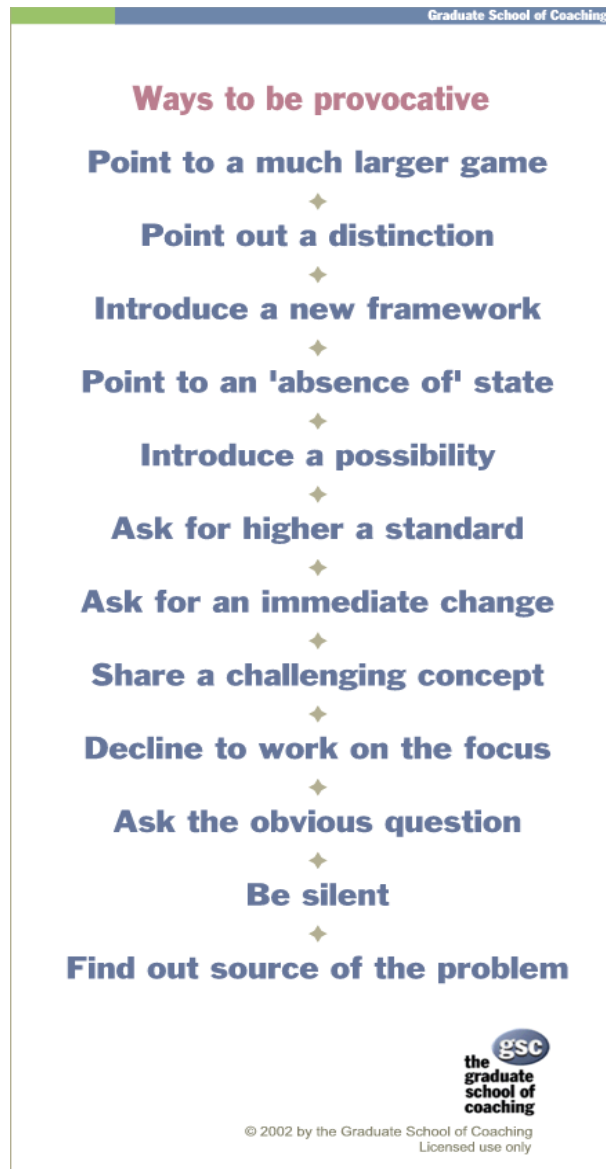 Graduate School of Coaching
Ways to be provocative
Point to a much larger game
Point out a distinction
Introduce a new framework
Point to an 'absence of' state
Introduce a possibility
Ask for higher a standard
Ask for an immediate change
Share a challenging concept
Decline to work on the focus
Ask the obvious question
Be silent
Find out source of the problem
gsc
the
graduate
school of
coaching
© 2002 by the Graduate School of Coaching
Licensed use only